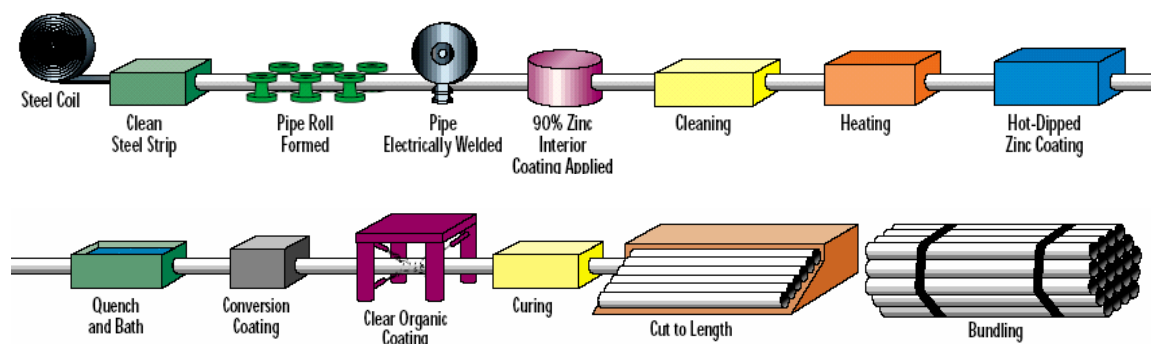 Steel Coil
Clean
Steel Strip
Pipe Roll
Formed
Pipe
Electrically Welded
90% Zinc
Interior
Coating Applied
Cleaning
Heating
Hot-Dipped
Zinc Coating
Quench
and Bath
Conversion
Coating
Clear Organic
Coating
Curing
Cut to Length
Bundling